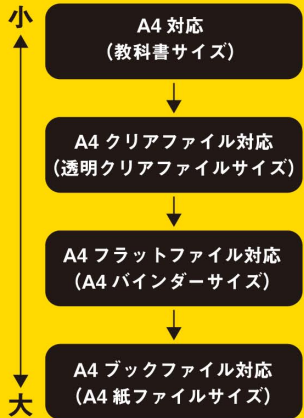 小
A4 対応
(教科書サイズ)
A4 クリアファイル対応
(透明クリアファイルサイズ)
A4 フラットファイル対応
(A4 バインダーサイズ)
A4 ブックファイル対応
(A4 紙ファイルサイズ)
大